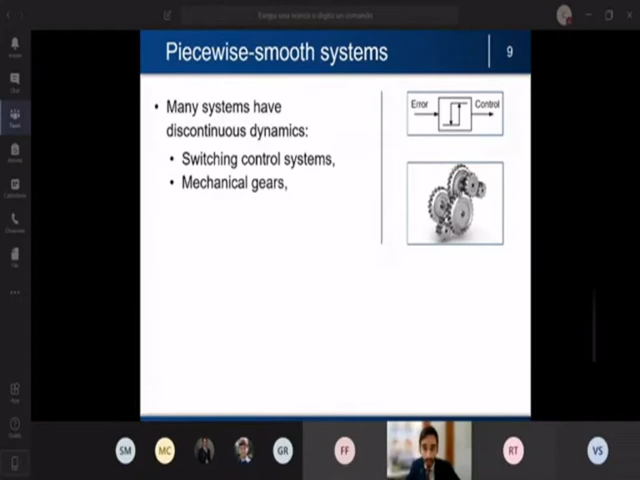 Esegui una ricerca o digita un comando
Piecewise-smooth systems
9
• Many systems have
discontinuous dynamics:
• Switching control systems,
• Mechanical gears,
Error
Control
Chat
SM
MC
GR
FF
RT
VS